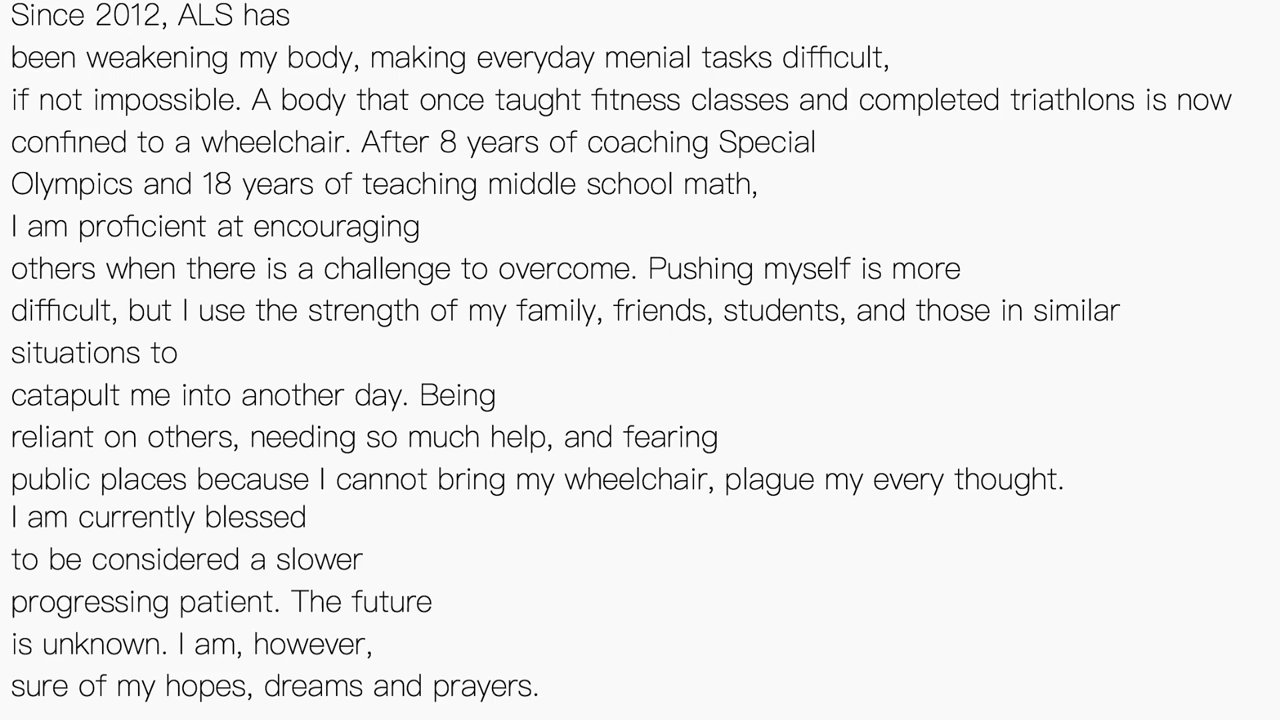 Since 2012, ALS has
been weakening my body, making everyday menial tasks difficult,
if not impossible. A body that once taught fitness classes and completed triathlons is now
confined to a wheelchair. After 8 years of coaching Special
Olympics and 18 years of teaching middle school math,
I am proficient at encouraging
others when there is a challenge to overcome. Pushing myself is more
difficult, but I use the strength of my family, friends, students, and those in similar
situations to
catapult me into another day. Being
reliant on others, needing so much help, and fearing
public places because I cannot bring my wheelchair, plague my every thought.
I am currently blessed
to be considered a slower
progressing patient. The future
is unknown. I am, however,
sure of my hopes, dreams and prayers.